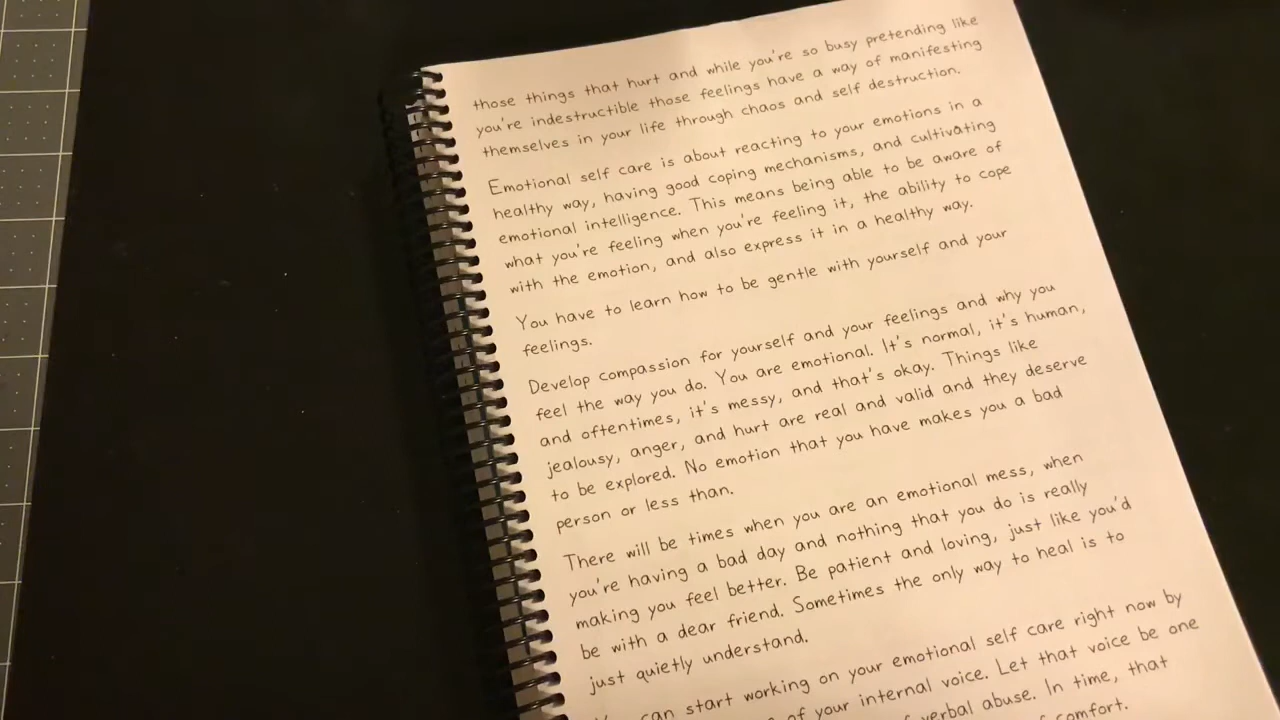 those things that hurt and while you're so busy pretending like
you're indestructible those feelings have a way of manifesting
themselves in your life through chaos and self destruction.
Emotional self care is about reacting to your emotions in a
healthy way, having good coping mechanisms, and cultivating
emotional intelligence. This means being able to be aware of
what you're feeling when you're feeling it, the ability to cope
with the emotion, and also express it in a healthy way.
You have to learn how to be gentle with yourself and your
feelings.
Develop compassion for yourself and your feelings and why you
feel the way you do. You are emotional. It's normal, it's human,
and oftentimes, it's messy, and that's okay. Things like
jealousy, anger, and hurt are real and valid and they deserve
to be explored. No emotion that you have makes you a bad
person or less than.
There will be times when you are an emotional mess, when
you're having a bad day and nothing that you do is really
making you feel better. Be patient and loving, just like you'd
be with a dear friend. Sometimes the only way to heal is to
just quietly understand.
can start working on your emotional self care right now by
of your internal voice. Let that voice be one
verbal abuse. In time, that
comfort.